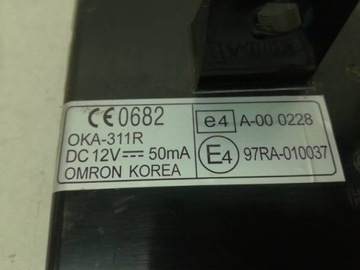 CE0682
OKA-311R
DC 12V⎓50mA
OMRON KOREA
e4 A-00 0228
E4 97RA-010037